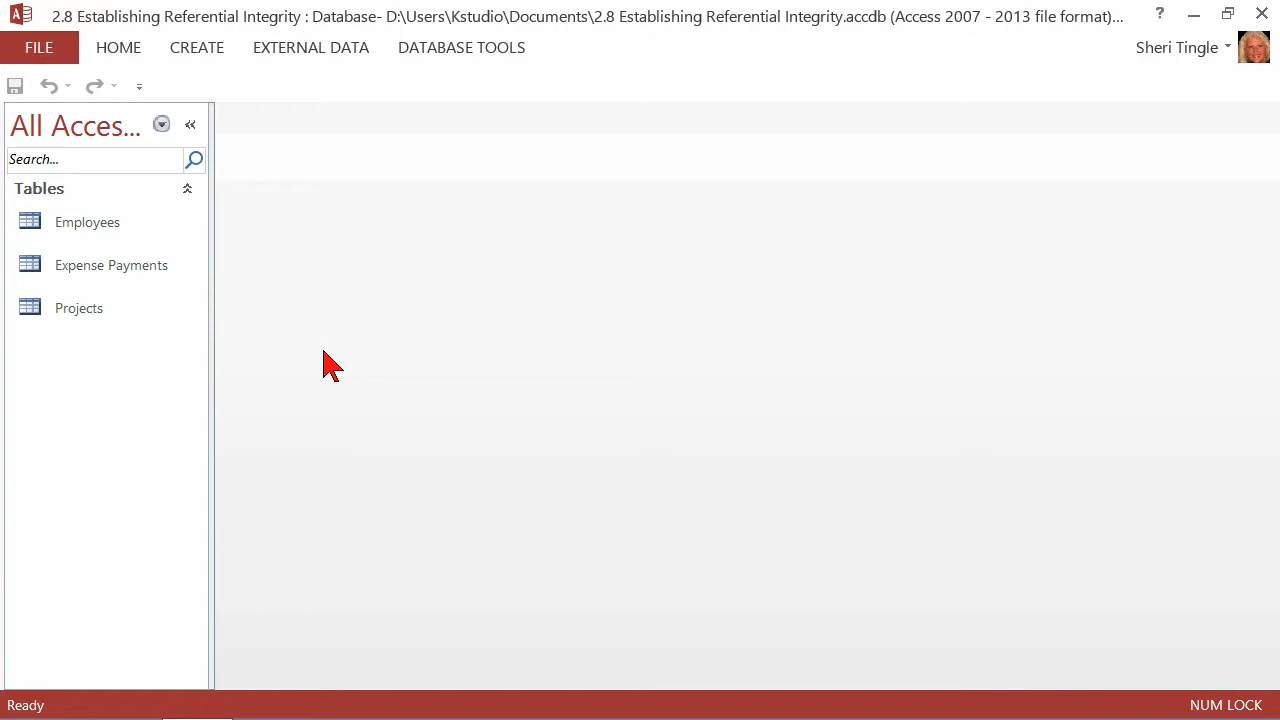 2.8 Establishing Referential Integrity : Database- D:\Users\Kstudio\Documents\2.8 Establishing Referential Integrity.accdb (Access 2007 - 2013 file format)...
FILE HOME CREATE EXTERNAL DATA DATABASE TOOLS Sheri Tingle
All Acces...
Search...
Tables
Employees
Expense Payments
Projects
Ready NUM LOCK